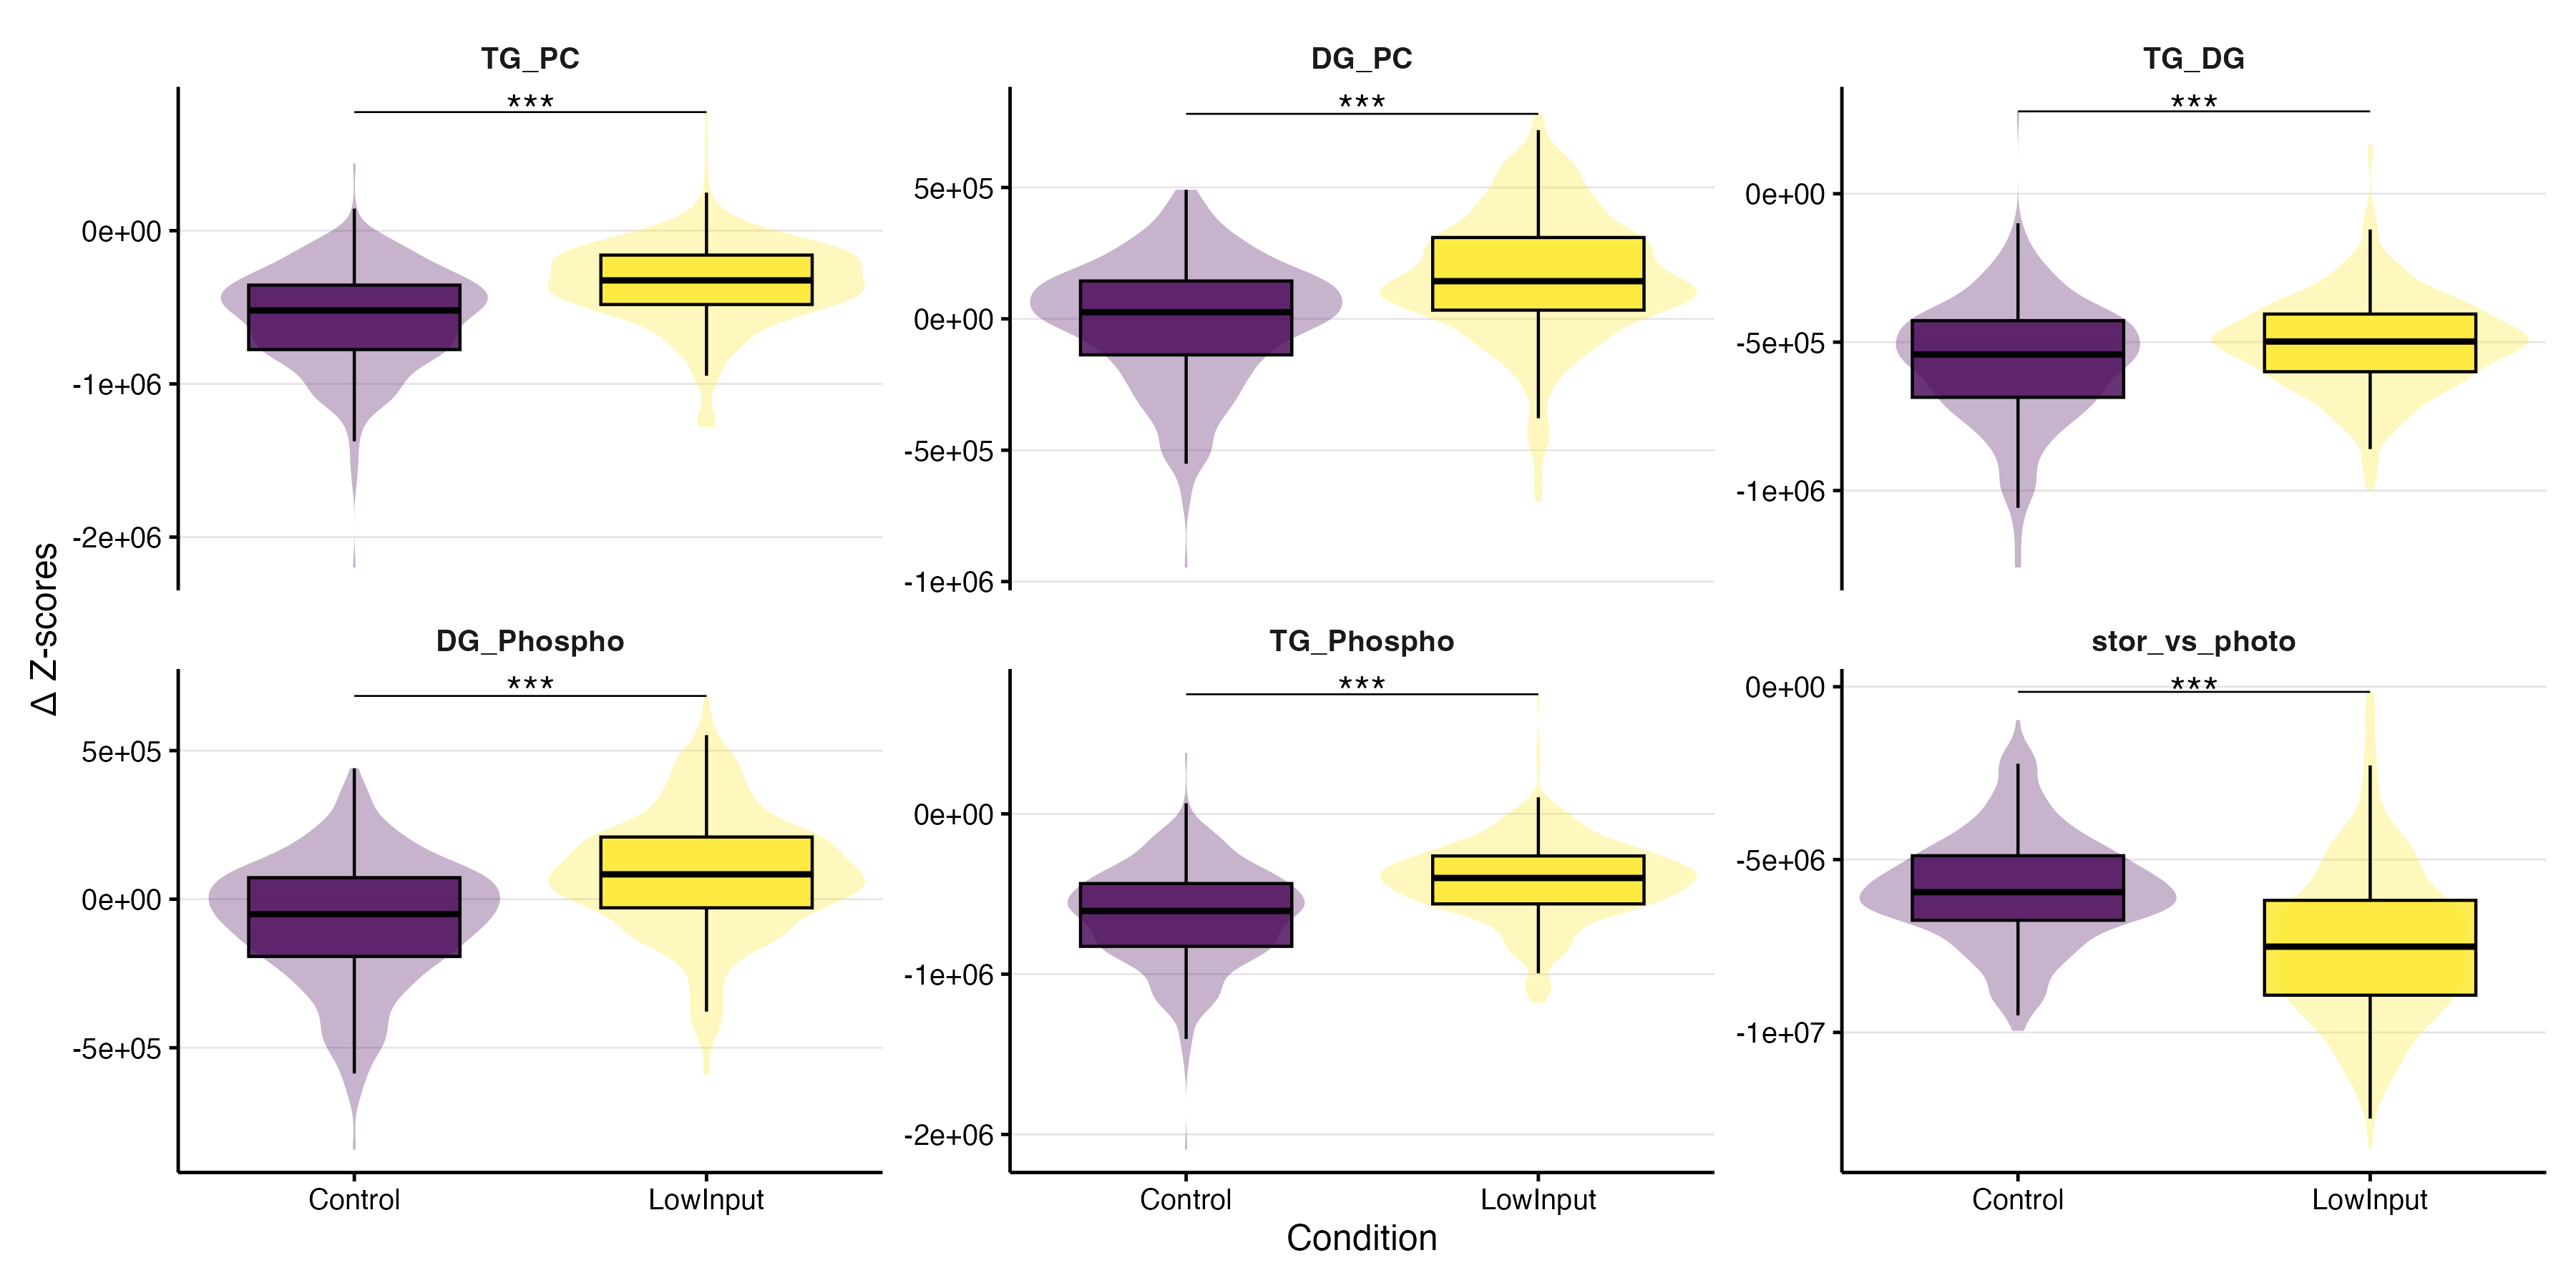 TG_PC
DG_PC
TG_DG
***
***
***
0e+00
-1e+06
-2e+06
5e+05
0e+00
-5e+05
-1e+06
0e+00
-5e+05
-1e+06
Δ Z-scores
DG_Phospho
TG_Phospho
stor_vs_photo
***
***
***
5e+05
0e+00
-5e+05
0e+00
-1e+06
-2e+06
0e+00
-5e+06
-1e+07
Control
LowInput
Control
LowInput
Control
LowInput
Condition